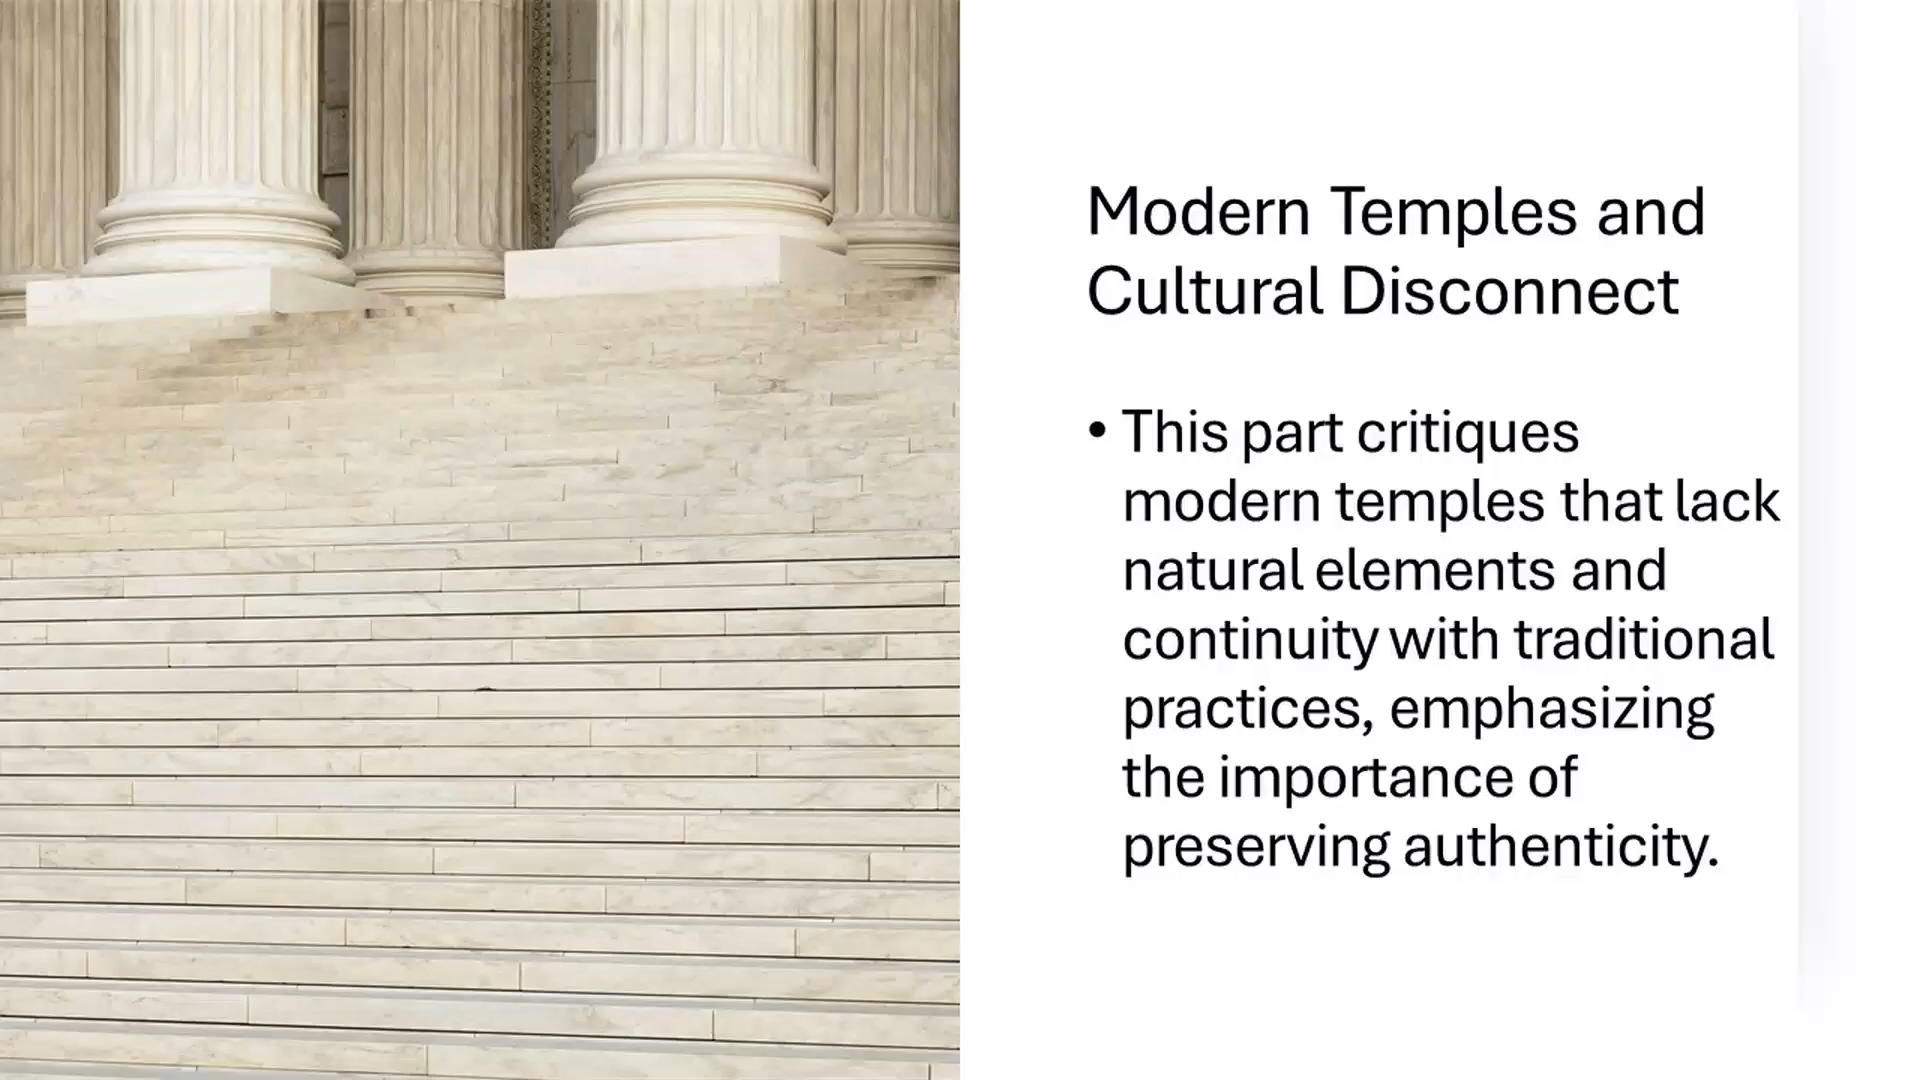 Modern Temples and
Cultural Disconnect
• This part critiques
modern temples that lack
natural elements and
continuity with traditional
practices, emphasizing
the importance of
preserving authenticity.